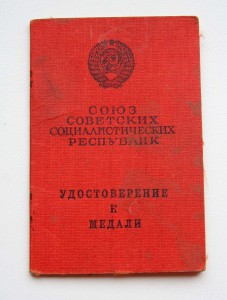 СОЮЗ
СОВЕТСКИХ
СОЦИАЛИСТИЧЕСКИХ
РЕСПУБЛИК
УДОСТОВЕРЕНИЕ
К
МЕДАЛИ